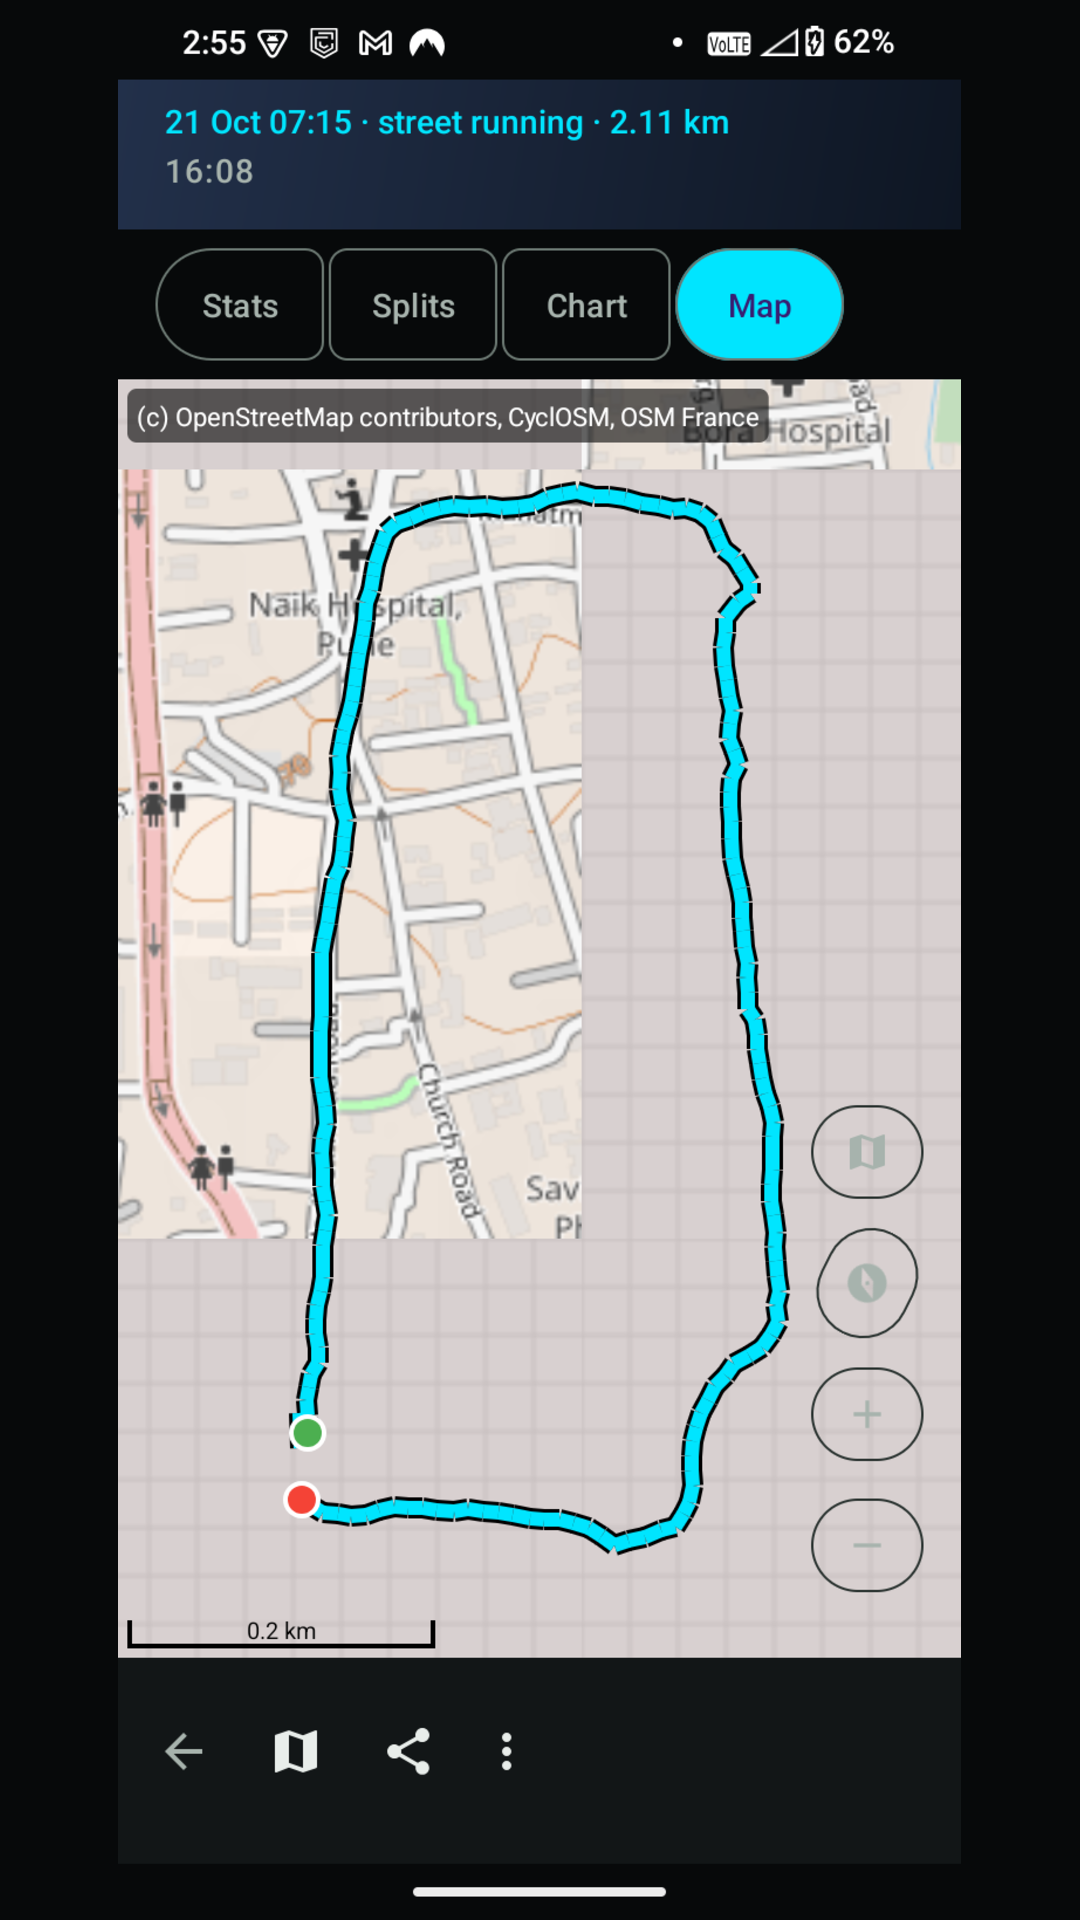 2:55
VoLTE
62%
21 Oct 07:15 · street running · 2.11 km
16:08
Stats
Splits
Chart
Map
(c) OpenStreetMap contributors, CyclOSM, OSM France
Bora Hospital
Naik Hospital,
Pune
Church Road
Sav
0.2 km